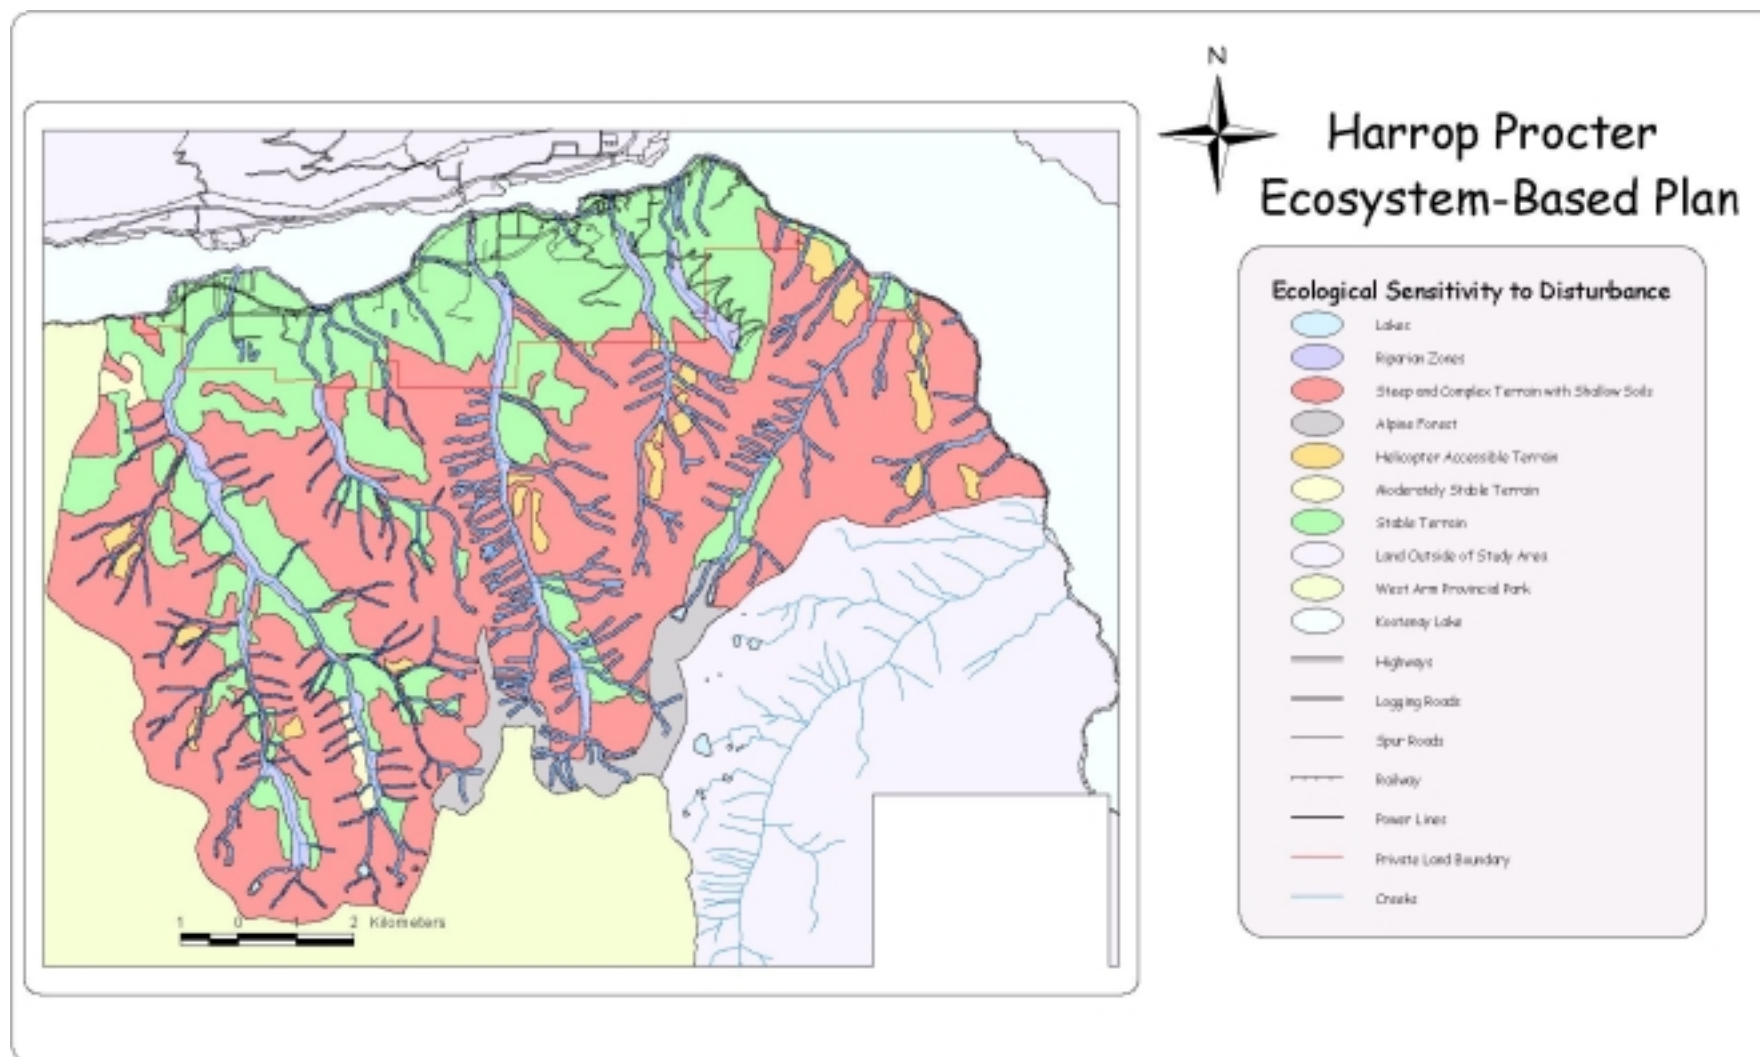 N
Harrop Procter
Ecosystem-Based Plan
Ecological Sensitivity to Disturbance
Lakes
Riparian Zones
Steep and Complex Terrain with Shallow Soils
Alpine Forest
Helicopter Accessible Terrain
Moderately Stable Terrain
Stable Terrain
Land Outside of Study Area
West Arm Provincial Park
Kootenay Lake
Highways
Logging Roads
Spur Roads
Railway
Power Lines
Private Land Boundary
Creeks
1 0 1 2 Kilometers